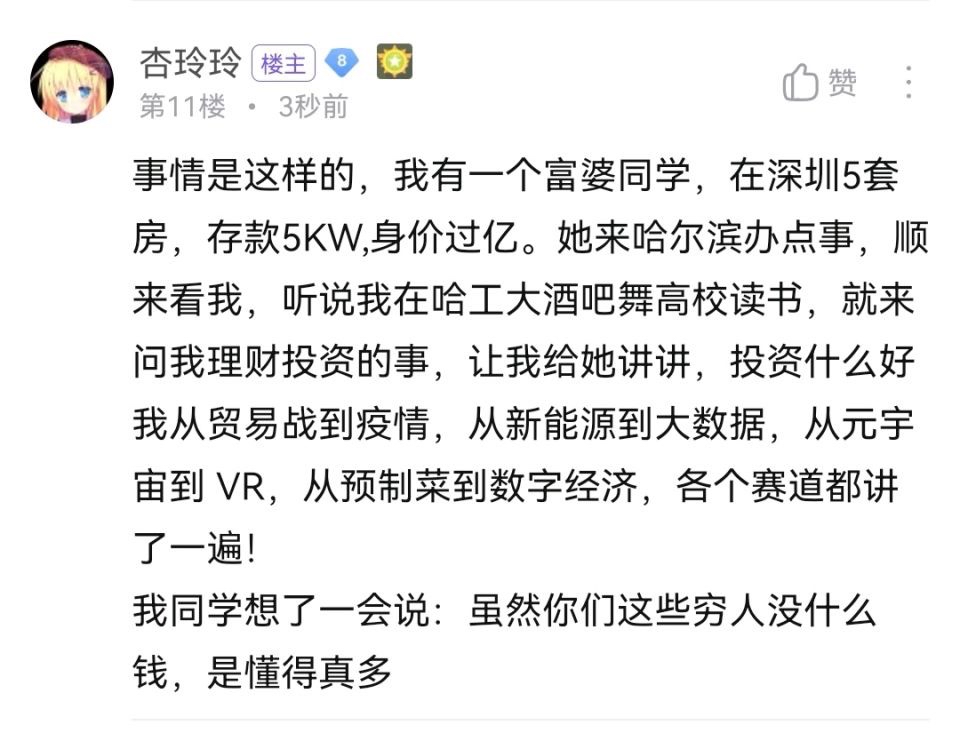 杏玲玲 楼主 8
第11楼 • 3秒前
赞
事情是这样的，我有一个富婆同学，在深圳5套
房，存款5KW,身价过亿。她来哈尔滨办点事，顺
来看我，听说我在哈工大酒吧舞高校读书，就来
问我理财投资的事，让我给她讲讲，投资什么好
我从贸易战到疫情，从新能源到大数据，从元宇
宙到 VR，从预制菜到数字经济，各个赛道都讲
了一遍！
我同学想了一会说：虽然你们这些穷人没什么
钱，是懂得真多